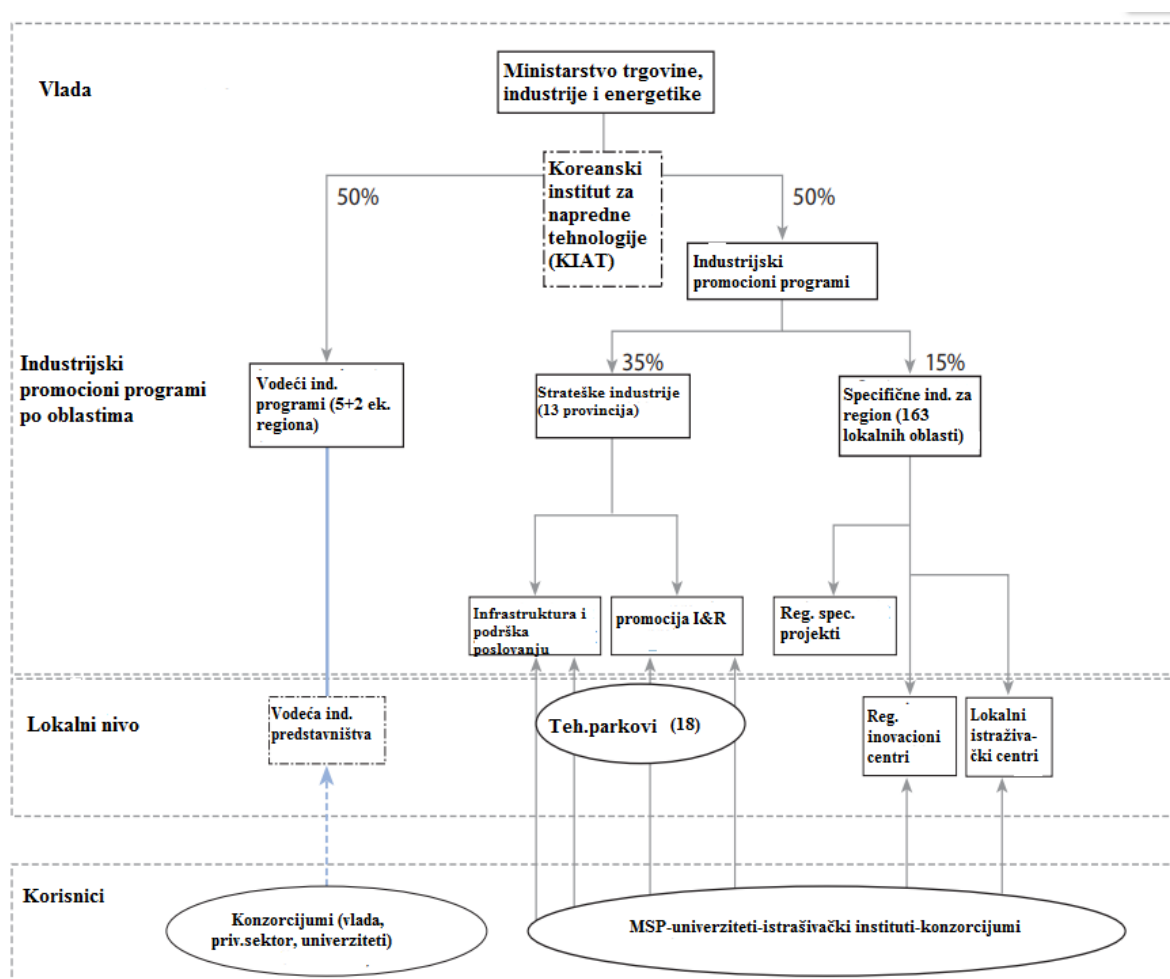 Vlada
Ministarstvo trgovine,
industrije i energetike
Koreanski
institut za
napredne
tehnologije
(KIAT)
50%
50%
Industrijski
promocioni programi
Industrijski
promocioni programi
po oblastima
Vodeći ind.
programi (5+2 ek.
regiona)
35%
Strateške industrije
(13 provincija)
15%
Specifične ind. za
region (163
lokalnih oblasti)
Infrastruktura i
podrška
poslovanju
promocija I&R
Reg. spec.
projekti
Lokalni nivo
Vodeća ind.
predstavništva
Teh.parkovi (18)
Reg.
inovacioni
centri
Lokalni
istraživa-
čki centri
Korisnici
Konzorcijumi (vlada,
priv.sektor, univerziteti)
MSP-univerziteti-istrašivački instituti-konzorcijumi